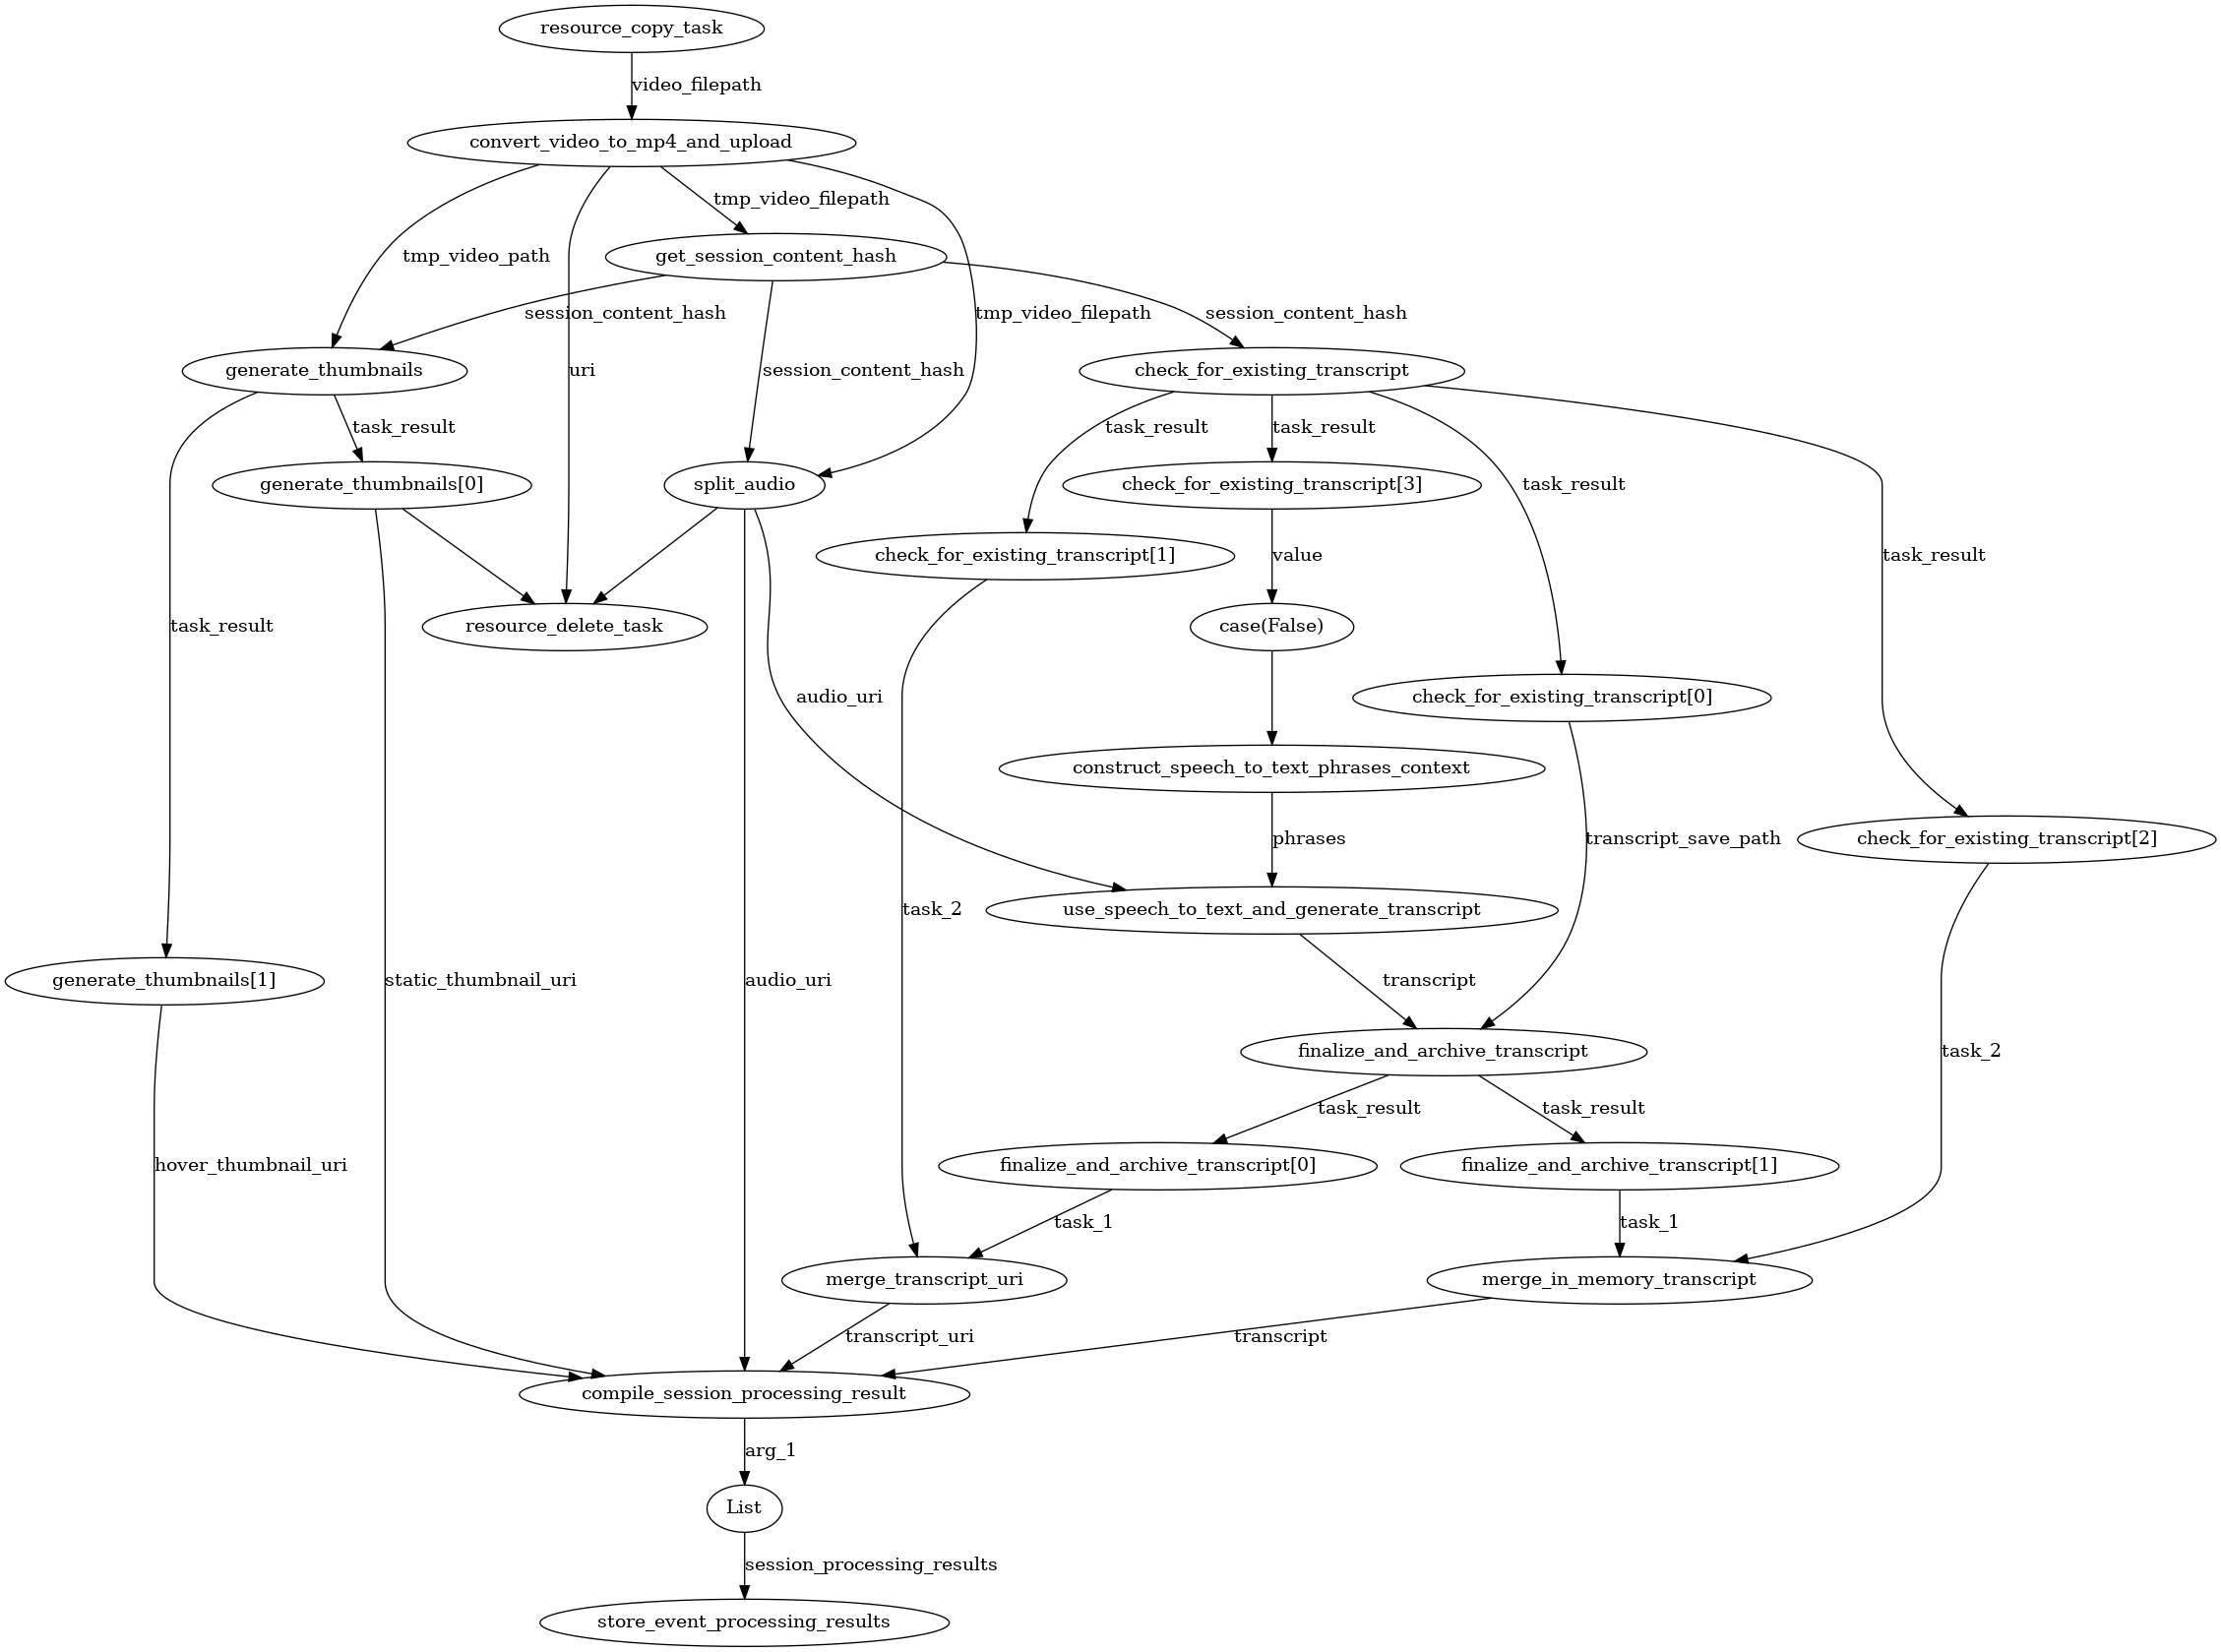 resource_copy_task
video_filepath
convert_video_to_mp4_and_upload
tmp_video_filepath
tmp_video_path
get_session_content_hash
session_content_hash
tmp_video_filepath
session_content_hash
generate_thumbnails
uri
session_content_hash
check_for_existing_transcript
task_result
task_result
task_result
generate_thumbnails[0]
split_audio
check_for_existing_transcript[3]
task_result
check_for_existing_transcript[1]
value
task_result
task_result
resource_delete_task
case(False)
audio_uri
check_for_existing_transcript[0]
construct_speech_to_text_phrases_context
phrases
transcript_save_path
check_for_existing_transcript[2]
task_2
use_speech_to_text_and_generate_transcript
generate_thumbnails[1]
static_thumbnail_uri
audio_uri
transcript
finalize_and_archive_transcript
task_2
task_result
task_result
hover_thumbnail_uri
finalize_and_archive_transcript[0]
finalize_and_archive_transcript[1]
task_1
task_1
merge_transcript_uri
merge_in_memory_transcript
transcript_uri
transcript
compile_session_processing_result
arg_1
List
session_processing_results
store_event_processing_results